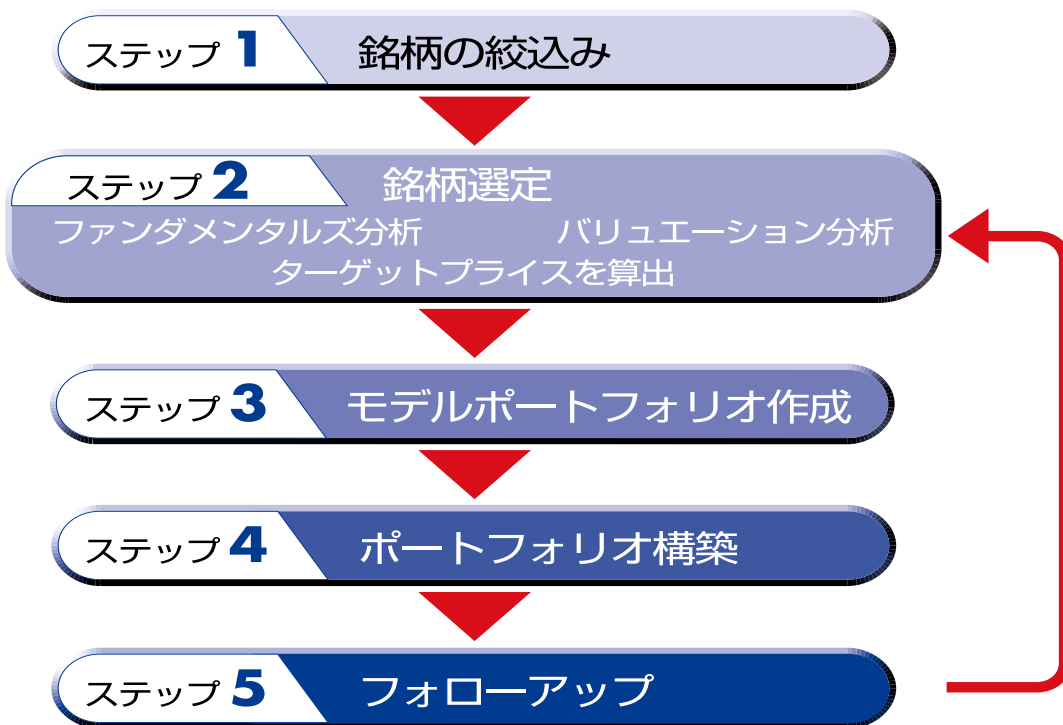 ステップ 1 銘柄の絞込み
ステップ 2 銘柄選定
ファンダメンタルズ分析 バリュエーション分析
ターゲットプライスを算出
ステップ 3 モデルポートフォリオ作成
ステップ 4 ポートフォリオ構築
ステップ 5 フォローアップ